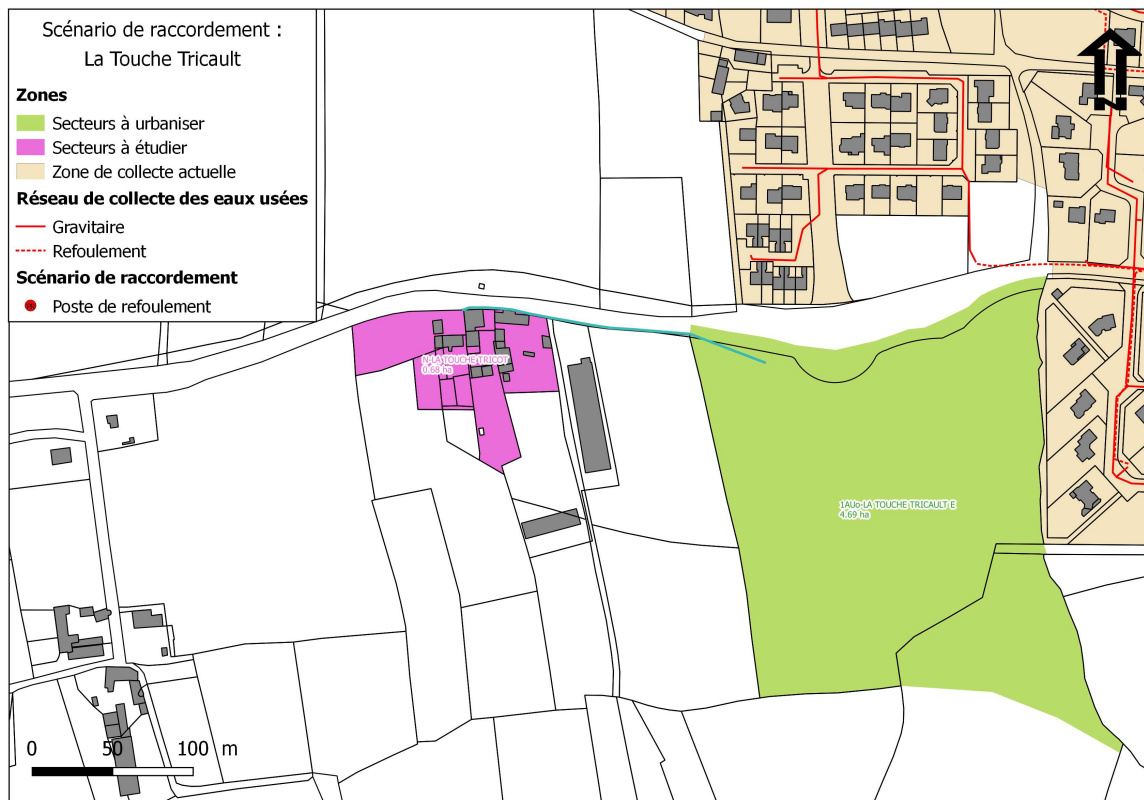 Scénario de raccordement :
La Touche Tricault
Zones
Secteurs à urbaniser
Secteurs à étudier
Zone de collecte actuelle
Réseau de collecte des eaux usées
Gravitaire
Refoulement
Scénario de raccordement
Poste de refoulement
N
N-LA TOUCHE TRICOT
0.68 ha
1AUo-LA TOUCHE TRICAULT E
4.69 ha
0 50 100 m